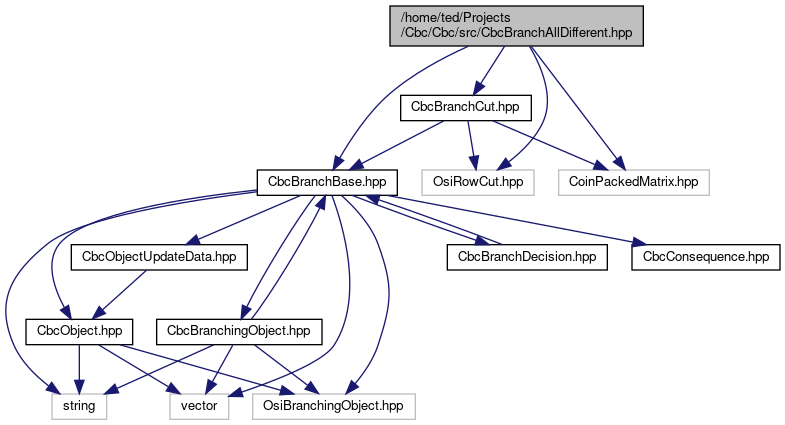 /home/ted/Projects
/Cbc/Cbc/src/CbcBranchAllDifferent.hpp
CbcBranchCut.hpp
CbcBranchBase.hpp
OsiRowCut.hpp
CoinPackedMatrix.hpp
CbcObjectUpdateData.hpp
CbcBranchDecision.hpp
CbcConsequence.hpp
CbcObject.hpp
CbcBranchingObject.hpp
string
vector
OsiBranchingObject.hpp